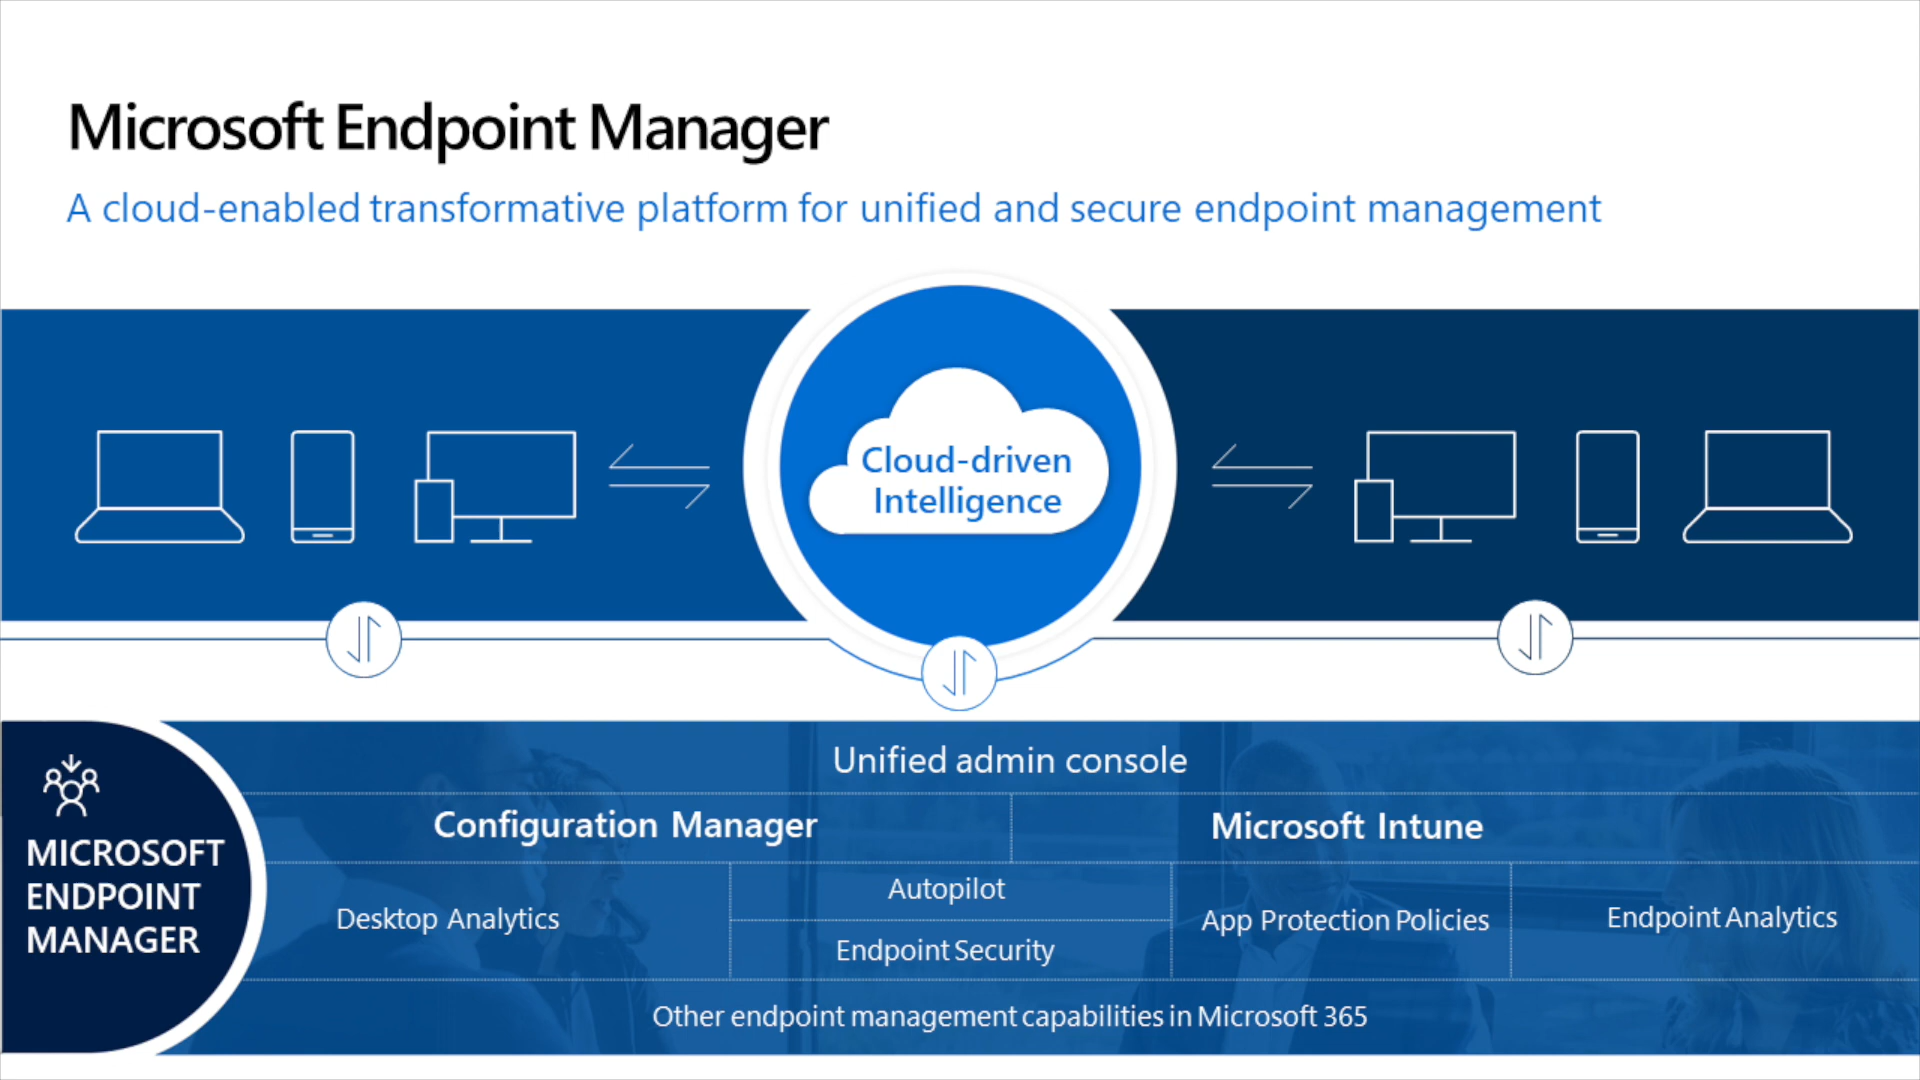 Microsoft Endpoint Manager
A cloud-enabled transformative platform for unified and secure endpoint management
Cloud-driven
Intelligence
MICROSOFT
ENDPOINT
MANAGER
Unified admin console
Configuration Manager
Microsoft Intune
Desktop Analytics
Autopilot
Endpoint Security
App Protection Policies
Endpoint Analytics
Other endpoint management capabilities in Microsoft 365